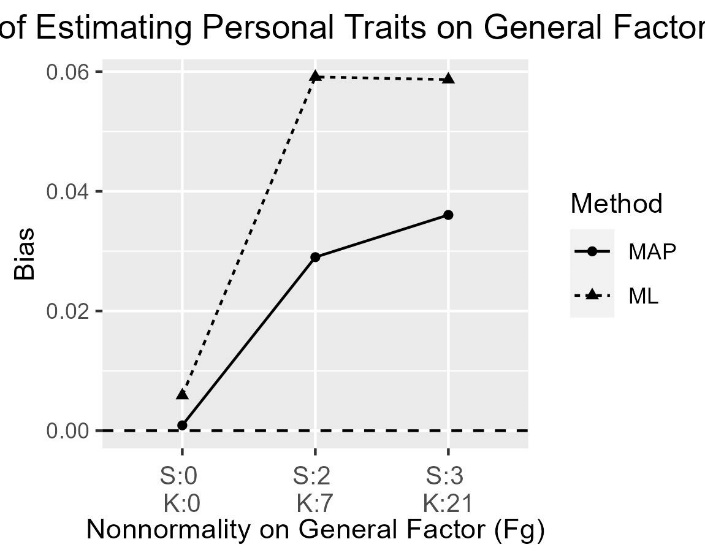 of Estimating Personal Traits on General Factor
0.06
0.04
0.02
0.00
Bias
S:0
K:0
S:2
K:7
S:3
K:21
Nonnormality on General Factor (Fg)
Method
MAP
ML